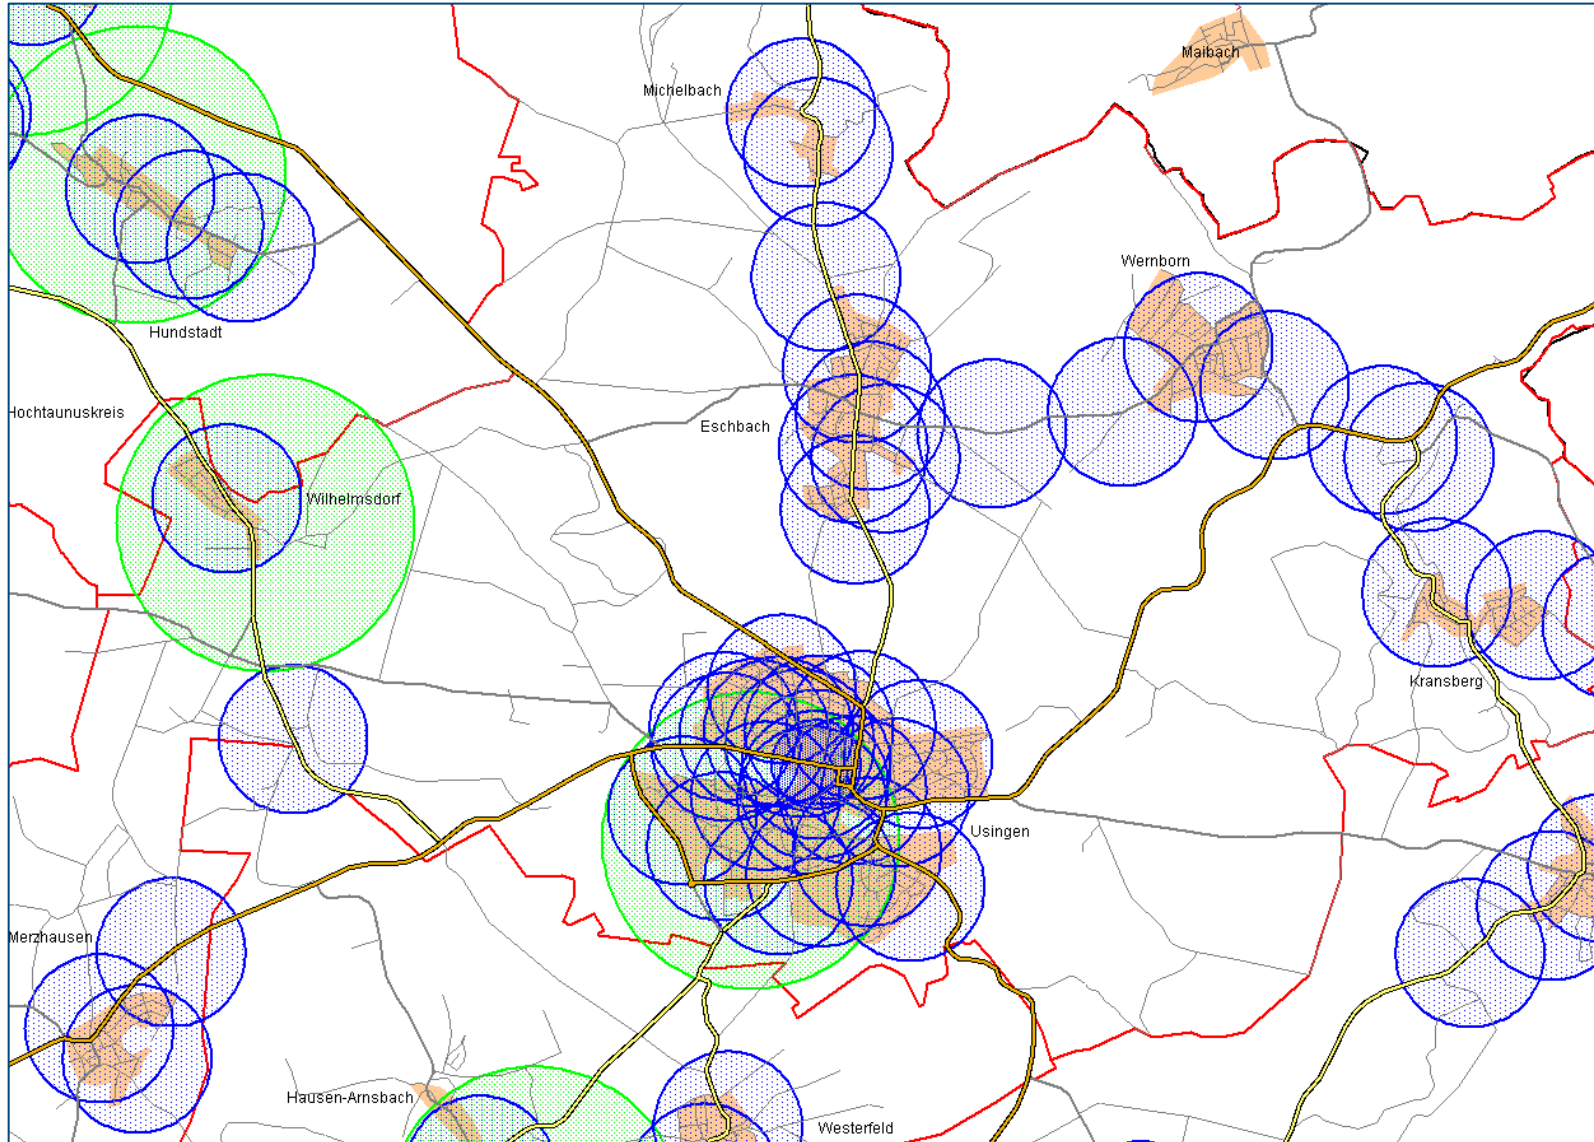 Maibach
Michelbach
Wernborn
Hundstadt
Hochtaunuskreis
Eschbach
Wilhelmsdorf
Kransberg
Usingen
Merzhausen
Hausen-Arnsbach
Westerfeld